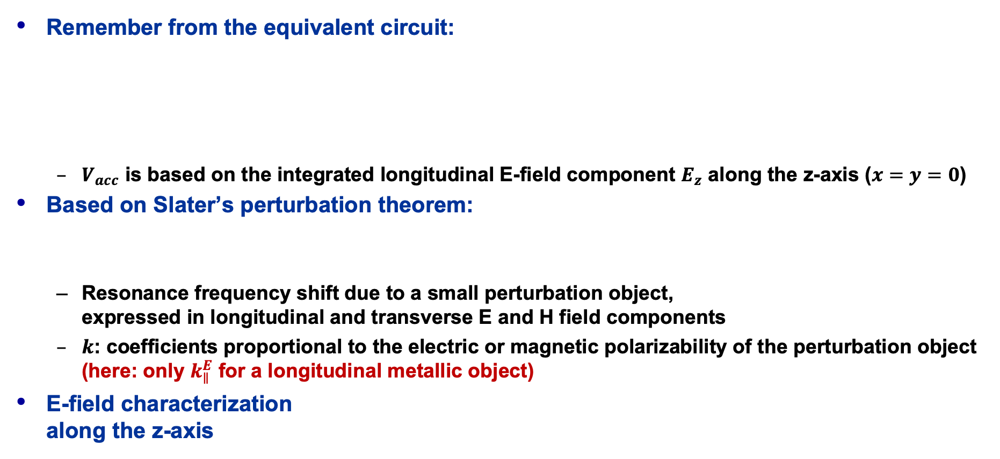 • Remember from the equivalent circuit:
– V_acc is based on the integrated longitudinal E-field component E_z along the z-axis (x = y = 0)
• Based on Slater’s perturbation theorem:
– Resonance frequency shift due to a small perturbation object,
expressed in longitudinal and transverse E and H field components
– k: coefficients proportional to the electric or magnetic polarizability of the perturbation object
(here: only k_∥^E for a longitudinal metallic object)
• E-field characterization
along the z-axis